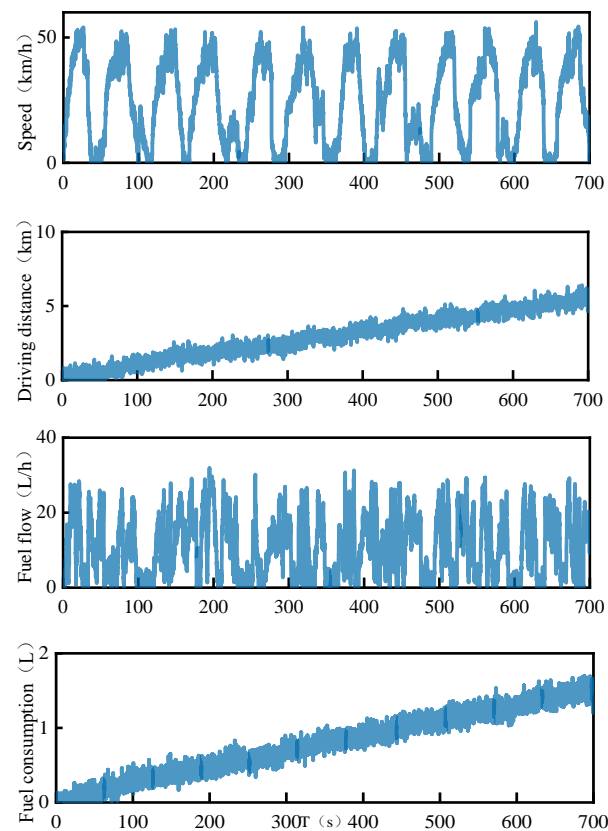 Speed（km/h）
50
0
0 100 200 300 400 500 600 700
Driving distance（km）
10
5
0
0 100 200 300 400 500 600 700
Fuel flow（L/h）
40
20
0
0 100 200 300 400 500 600 700
Fuel consumption（L）
2
1
0
0 100 200 300 T（s） 400 500 600 700